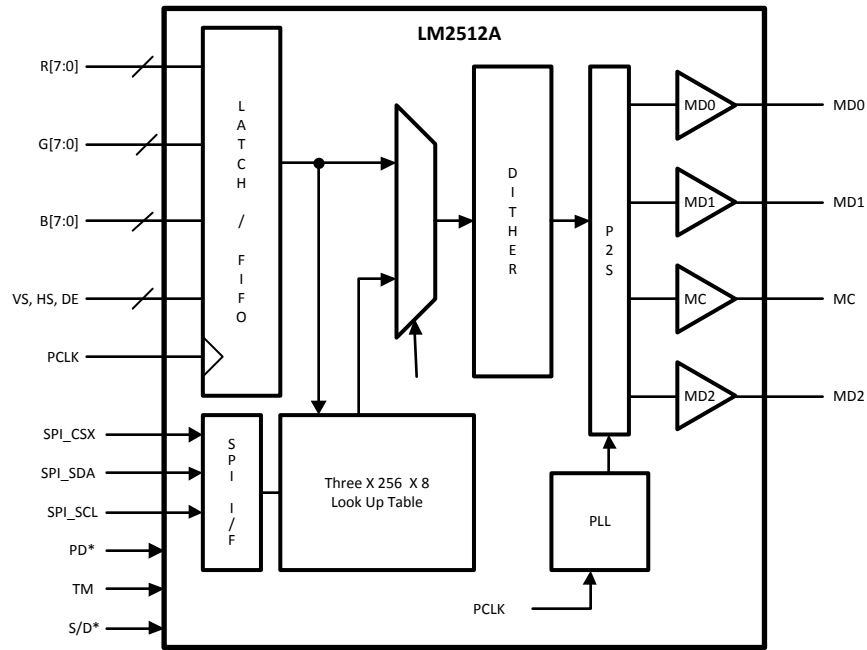 LM2512A
R[7:0]
G[7:0]
B[7:0]
VS, HS, DE
PCLK
SPI_CSX
SPI_SDA
SPI_SCL
PD*
TM
S/D*
L
A
T
C
H
/
F
I
F
O
S
P
I
I
/
F
Three X 256 X 8
Look Up Table
D
I
T
H
E
R
P
2
S
PLL
PCLK
MD0
MD1
MC
MD2
MD0
MD1
MC
MD2